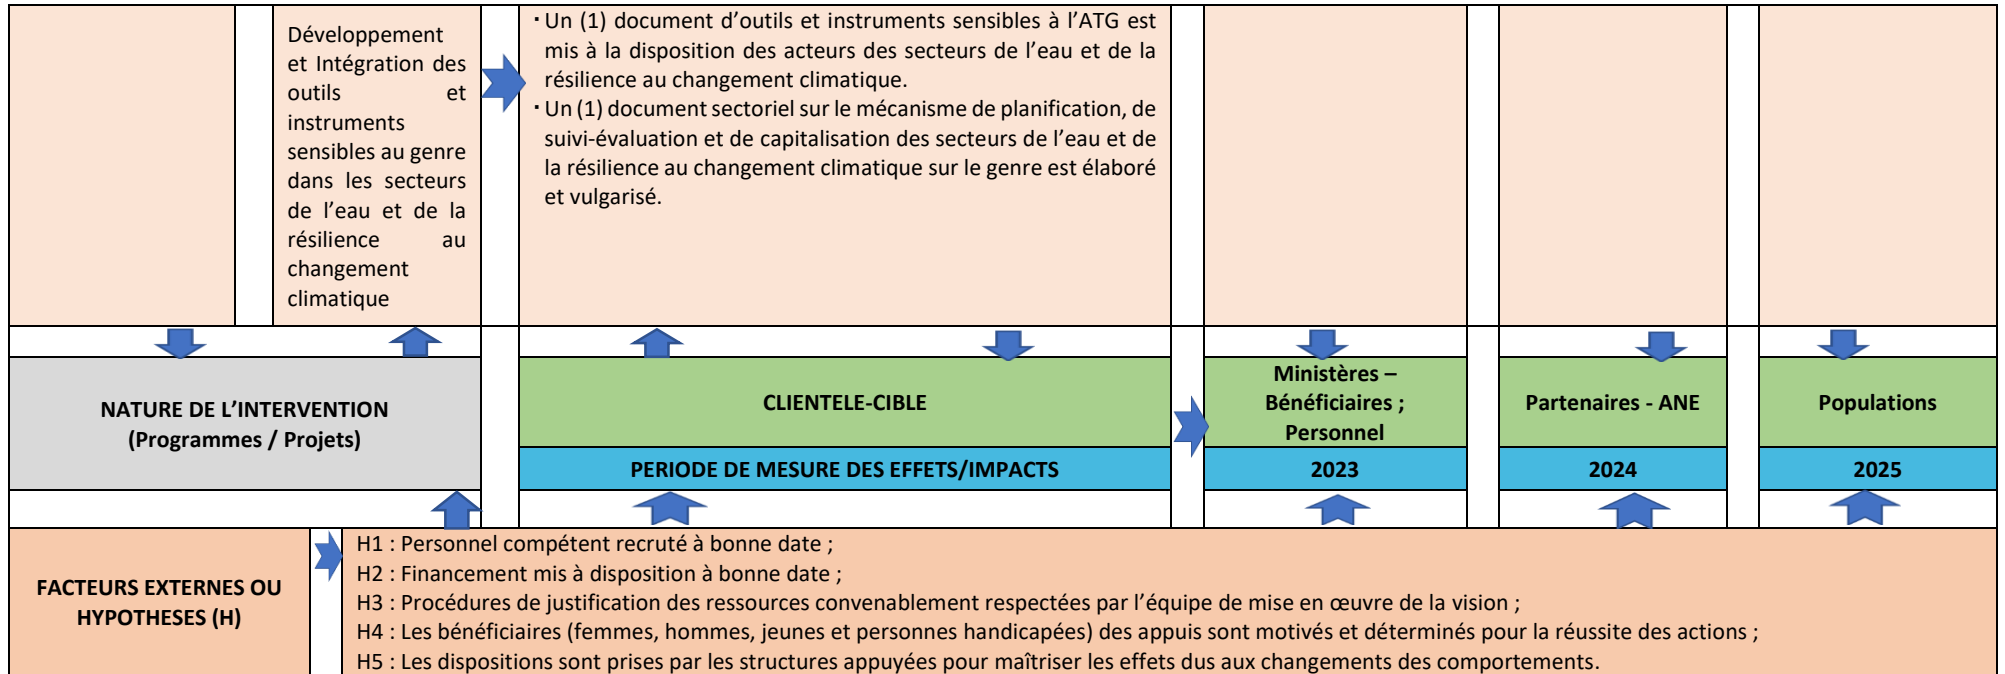 Développement
et Intégration des
outils et
instruments
sensibles au genre
dans les secteurs
de l’eau et de la
résilience au
changement
climatique
· Un (1) document d’outils et instruments sensibles à l’ATG est
mis à la disposition des acteurs des secteurs de l’eau et de la
résilience au changement climatique.
· Un (1) document sectoriel sur le mécanisme de planification, de
suivi-évaluation et de capitalisation des secteurs de l’eau et de
la résilience au changement climatique sur le genre est élaboré
et vulgarisé.
NATURE DE L’INTERVENTION
(Programmes / Projets)
CLIENTELE-CIBLE
Ministères –
Bénéficiaires ;
Personnel
Partenaires - ANE
Populations
PERIODE DE MESURE DES EFFETS/IMPACTS
2023
2024
2025
FACTEURS EXTERNES OU
HYPOTHESES (H)
H1 : Personnel compétent recruté à bonne date ;
H2 : Financement mis à disposition à bonne date ;
H3 : Procédures de justification des ressources convenablement respectées par l’équipe de mise en œuvre de la vision ;
H4 : Les bénéficiaires (femmes, hommes, jeunes et personnes handicapées) des appuis sont motivés et déterminés pour la réussite des actions ;
H5 : Les dispositions sont prises par les structures appuyées pour maîtriser les effets dus aux changements des comportements.